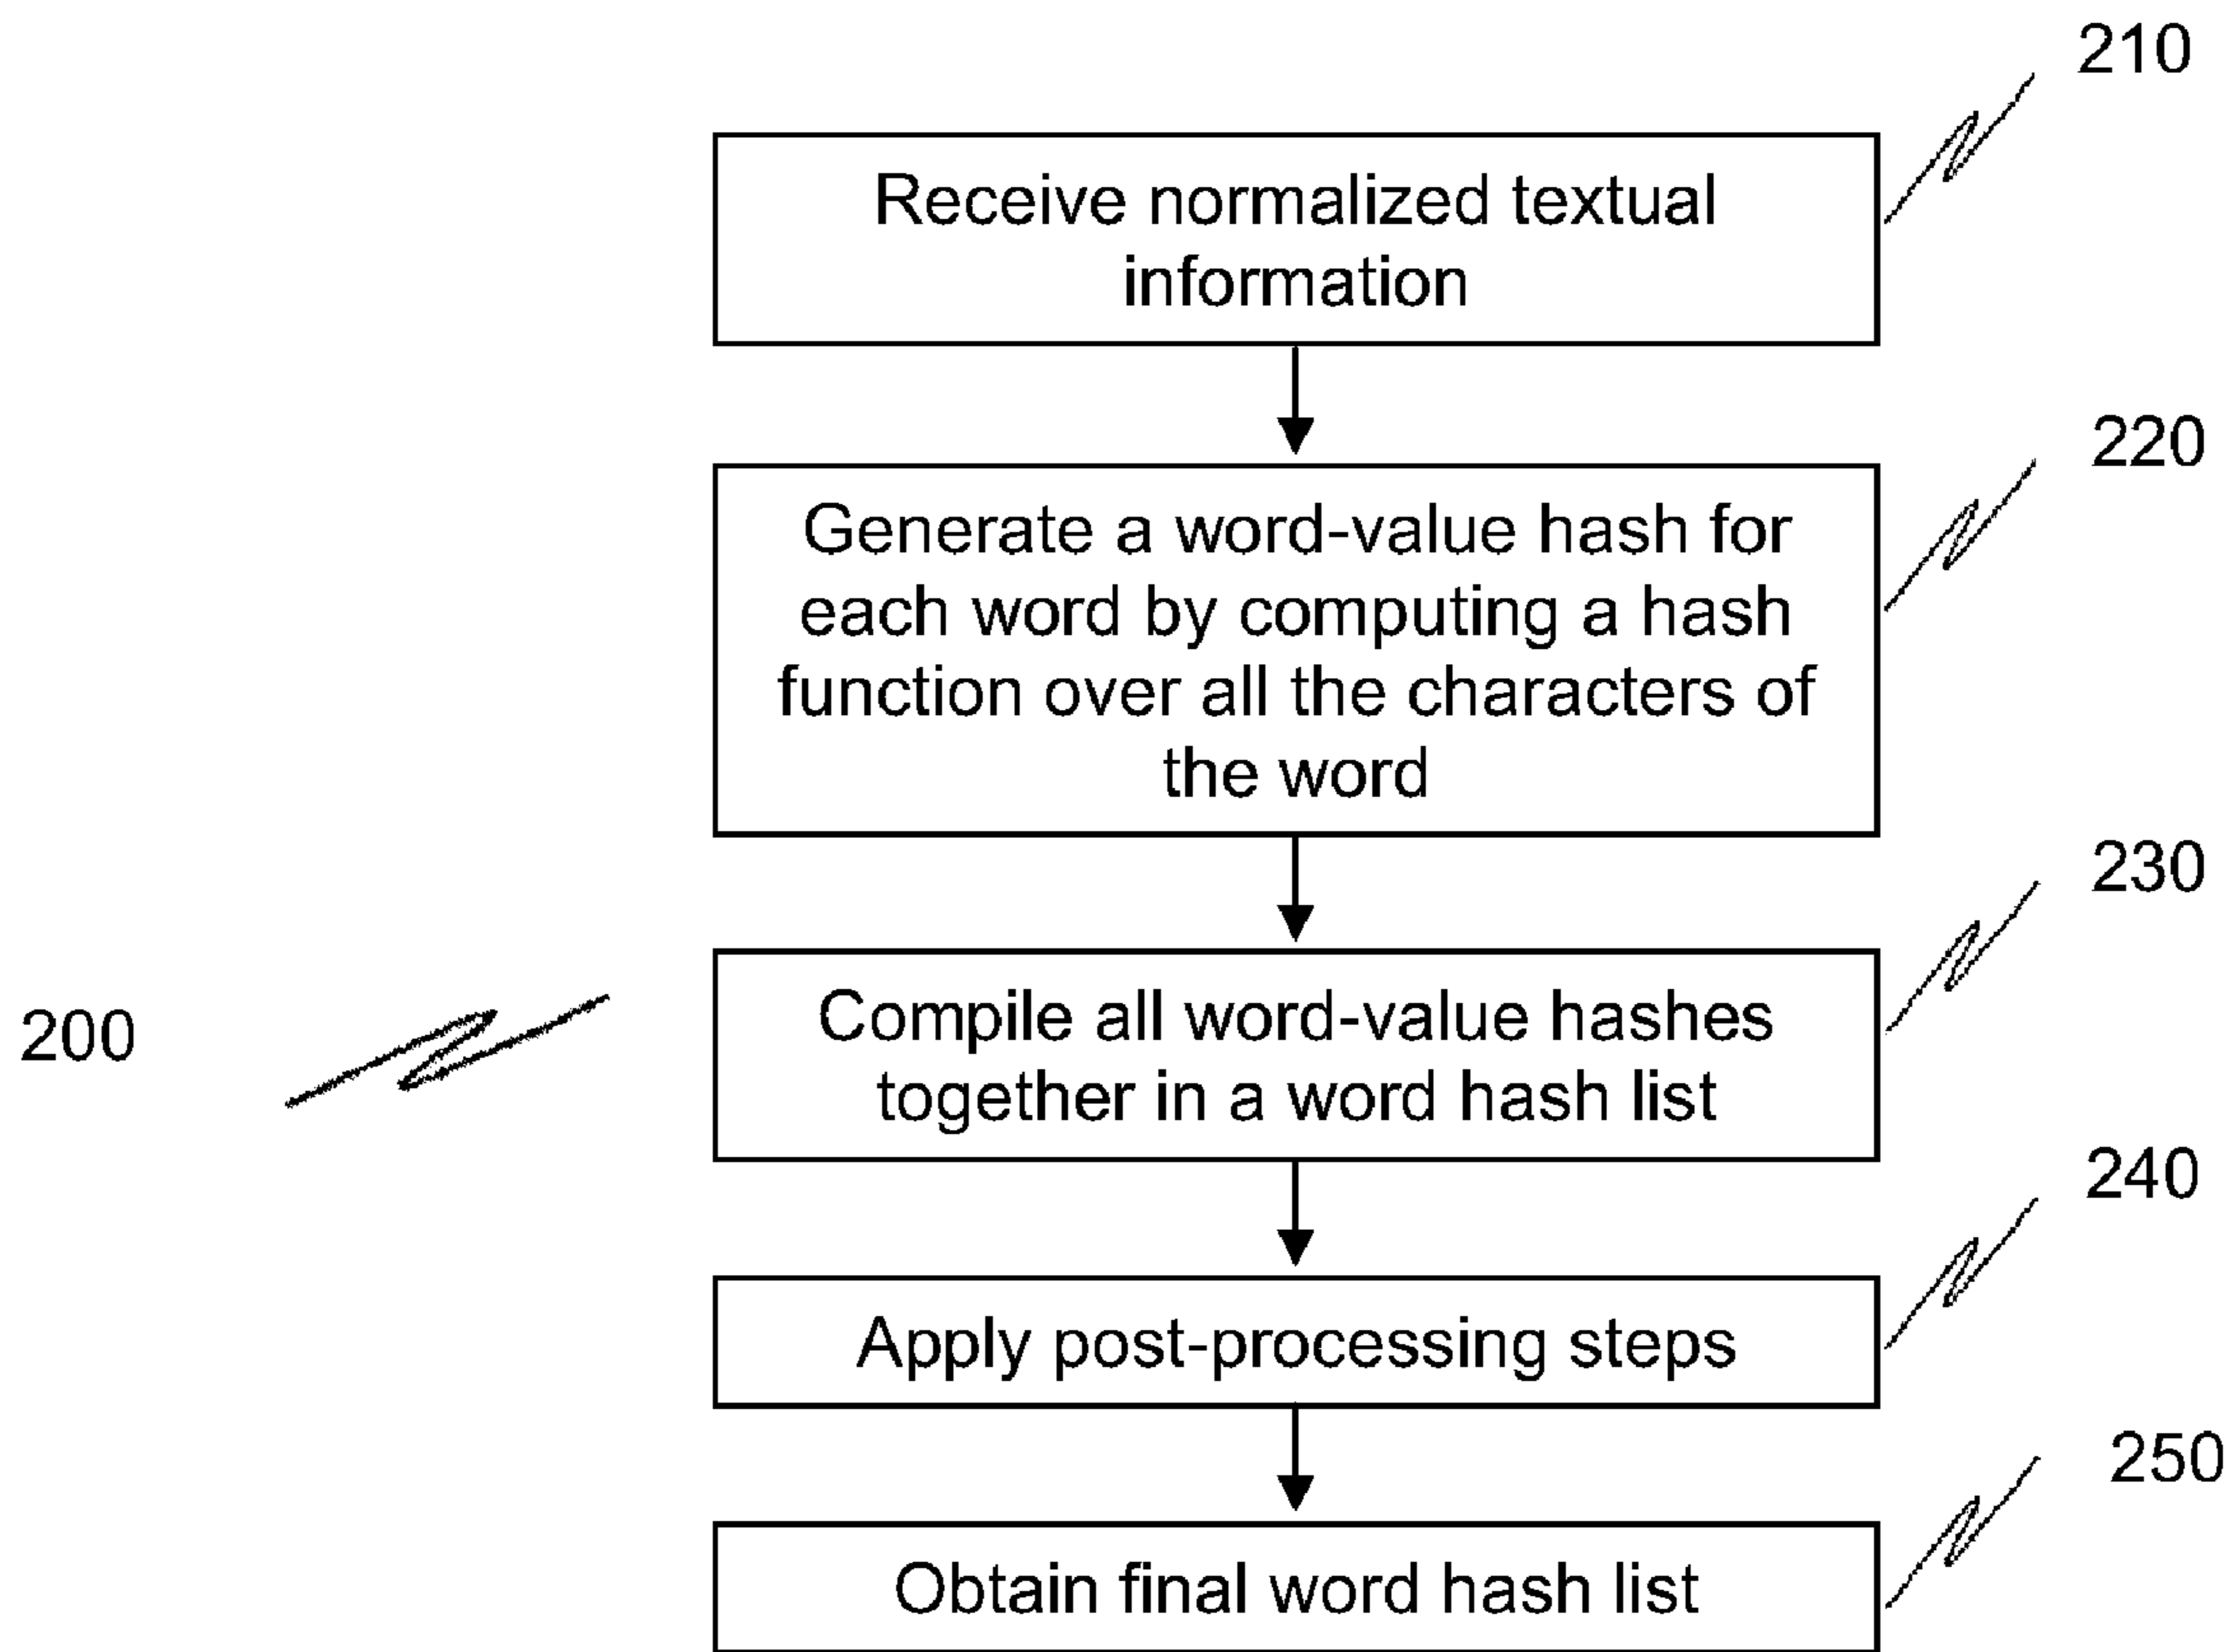 210
Receive normalized textual
information
220
Generate a word-value hash for
each word by computing a hash
function over all the characters of
the word
230
Compile all word-value hashes
together in a word hash list
200
240
Apply post-processing steps
250
Obtain final word hash list